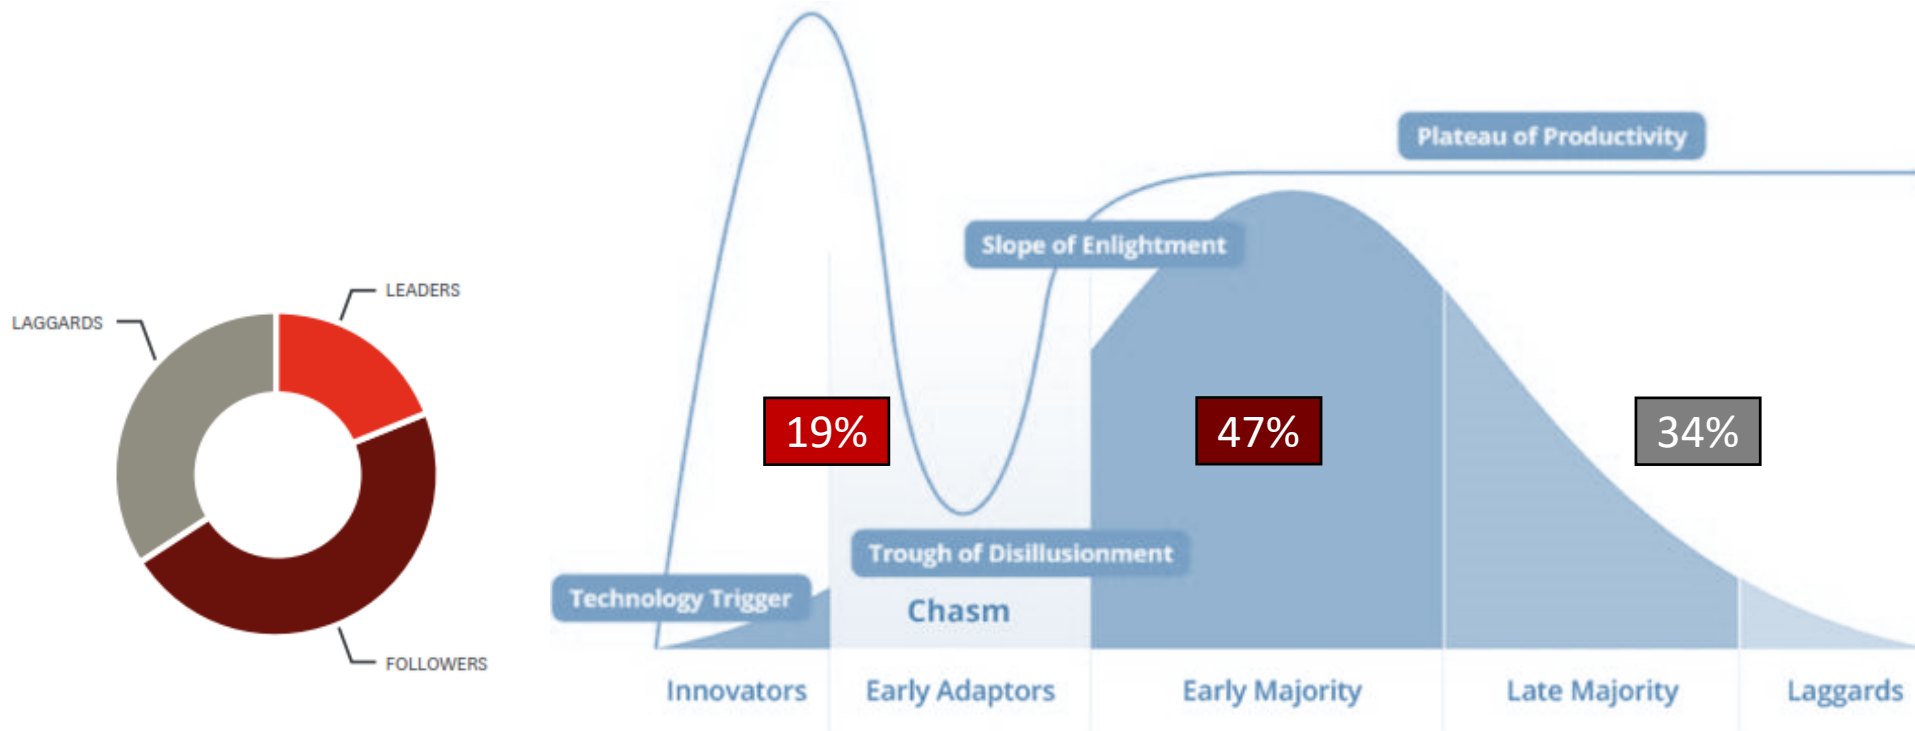 LEADERS
LAGGARDS
FOLLOWERS
Plateau of Productivity
Slope of Enlightment
19%
47%
34%
Trough of Disillusionment
Technology Trigger
Chasm
Innovators
Early Adaptors
Early Majority
Late Majority
Laggards